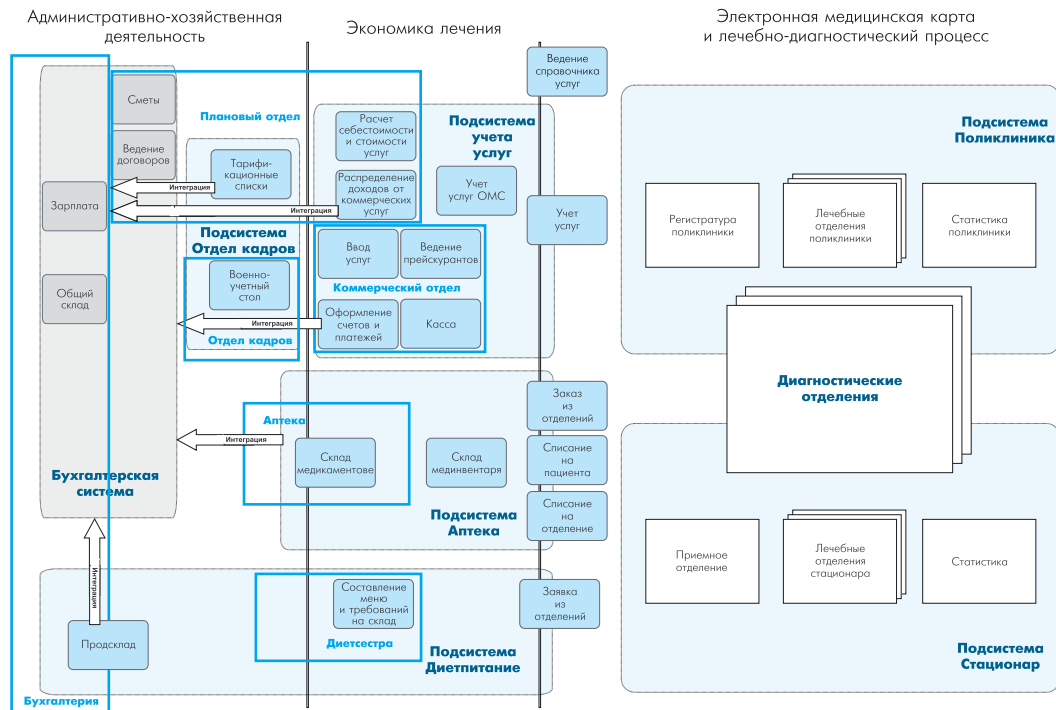 Административно-хозяйственная
деятельность
Экономика лечения
Электронная медицинская карта
и лечебно-диагностический процесс
Ведение
справочника
услуг
Сметы
Плановый отдел
Расчет
себестоимости
и стоимости
услуг
Подсистема
учета
услуг
Подсистема
Поликлиника
Ведение
договоров
Тарифи-
кационные
списки
Интеграция
Зарплата
Распределение
доходов от
коммерческих
услуг
Интеграция
Учет
услуг ОМС
Учет
услуг
Регистратура
поликлиники
Лечебные
отделения
поликлиники
Статистика
поликлиники
Подсистема
Отдел кадров
Ввод
услуг
Ведение
прейскурантов
Военно-
учетный
стол
Коммерческий отдел
Общий
склад
Оформление
счетов и
платежей
Касса
Интеграция
Отдел кадров
Диагностические
отделения
Заказ
из
отделений
Аптека
Интеграция
Склад
медикаментове
Склад
мединвентаря
Списание
на
пациента
Бухгалтерская
система
Списание
на
отделение
Подсистема
Аптека
Приемное
отделение
Лечебные
отделения
стационара
Статистика
Интеграция
Составление
меню
и требований
на склад
Заявка
из
отделений
Продсклад
Диетсестра
Подсистема
Диетпитание
Подсистема
Стационар
Бухгалтерия